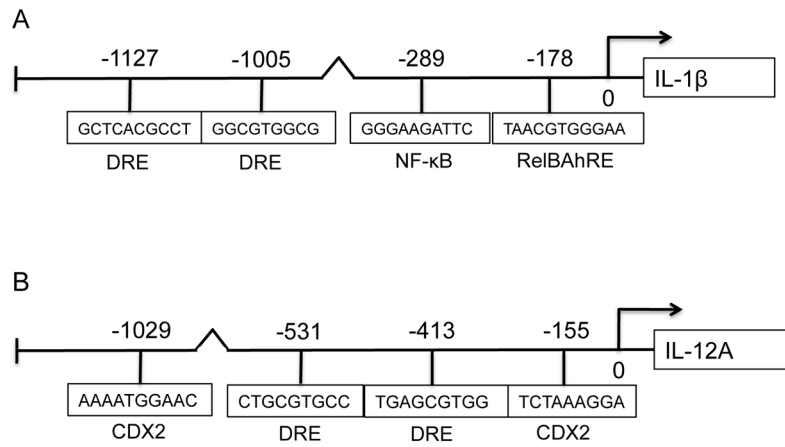 A
-1127 -1005 -289 -178
0 IL-1β
GCTCACGCCT GGCGTGGCG GGGAAGATTC TAACGTGGGAA
DRE DRE NF-κB RelBAhRE
B
-1029 -531 -413 -155
0 IL-12A
AAAATGGAAC CTGCGTGCC TGAGCGTGG TCTAAAGGA
CDX2 DRE DRE CDX2